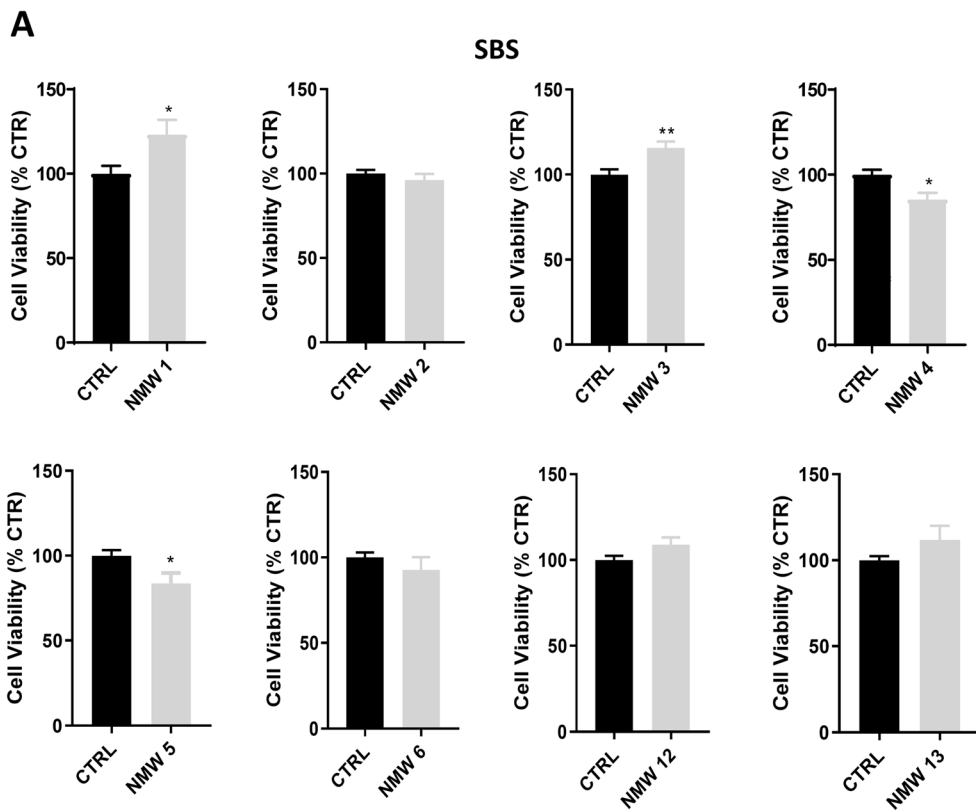 A
SBS
Cell Viability (% CTR)
150
100
50
0
CTRL
NMW 1
*
Cell Viability (% CTR)
150
100
50
0
CTRL
NMW 2
Cell Viability (% CTR)
150
100
50
0
CTRL
NMW 3
**
Cell Viability (% CTR)
150
100
50
0
CTRL
NMW 4
*
Cell Viability (% CTR)
150
100
50
0
CTRL
NMW 5
*
Cell Viability (% CTR)
150
100
50
0
CTRL
NMW 6
Cell Viability (% CTR)
150
100
50
0
CTRL
NMW 12
Cell Viability (% CTR)
150
100
50
0
CTRL
NMW 13